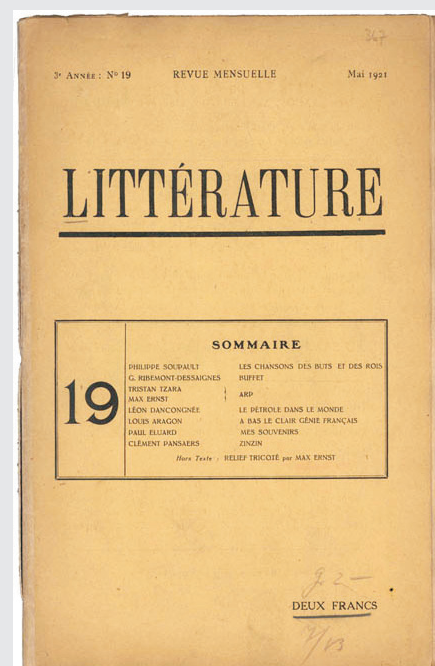 367
3e ANNÉE : No 19 REVUE MENSUELLE Mai 1921
LITTÉRATURE
19
SOMMAIRE
PHILIPPE SOUPAULT LES CHANSONS DES BUTS ET DES ROIS
G. RIBEMONT-DESSAIGNES BUFFET
TRISTAN TZARA
MAX ERNST } ARP
LÉON DANCONGNÉE LE PÉTROLE DANS LE MONDE
LOUIS ARAGON A BAS LE CLAIR GÉNIE FRANÇAIS
PAUL ELUARD MES SOUVENIRS
CLÉMENT PANSAERS ZINZIN
Hors Texte : RELIEF TRICOTÉ par MAX ERNST
DEUX FRANCS